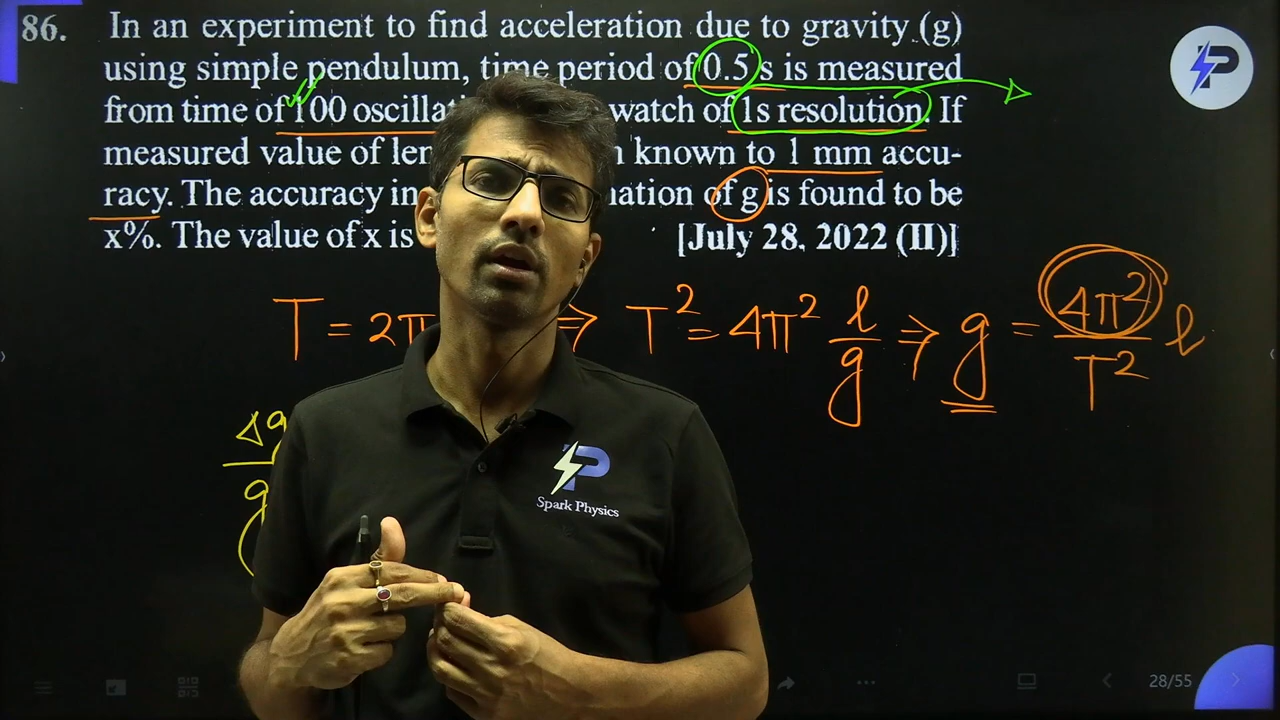 86. In an experiment to find acceleration due to gravity (g)
using simple pendulum, time period of 0.5 s is measured
from time of 100 watch of 1s resolution. If
measured value of known to 1 mm accu-
racy. The accuracy in of g is found to be
x%. The value of x is [July 28, 2022 (II)]
T = 2π ⇒ T² = 4π² l/g ⇒ g = 4π²/T² l
Δg
g
P
Spark Physics
28/55